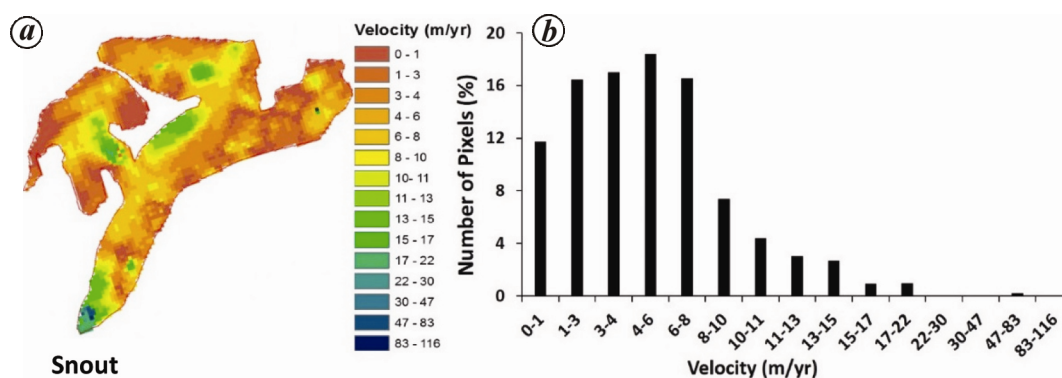 a
Velocity (m/yr)
0 - 1
1 - 3
3 - 4
4 - 6
6 - 8
8 - 10
10- 11
11 - 13
13 - 15
15 - 17
17 - 22
22 - 30
30 - 47
47 - 83
83 - 116
Snout
b
Number of Pixels (%)
20
16
12
8
4
0
0-1
1-3
3-4
4-6
6-8
8-10
10-11
11-13
13-15
15-17
17-22
22-30
30-47
47-83
83-116
Velocity (m/yr)